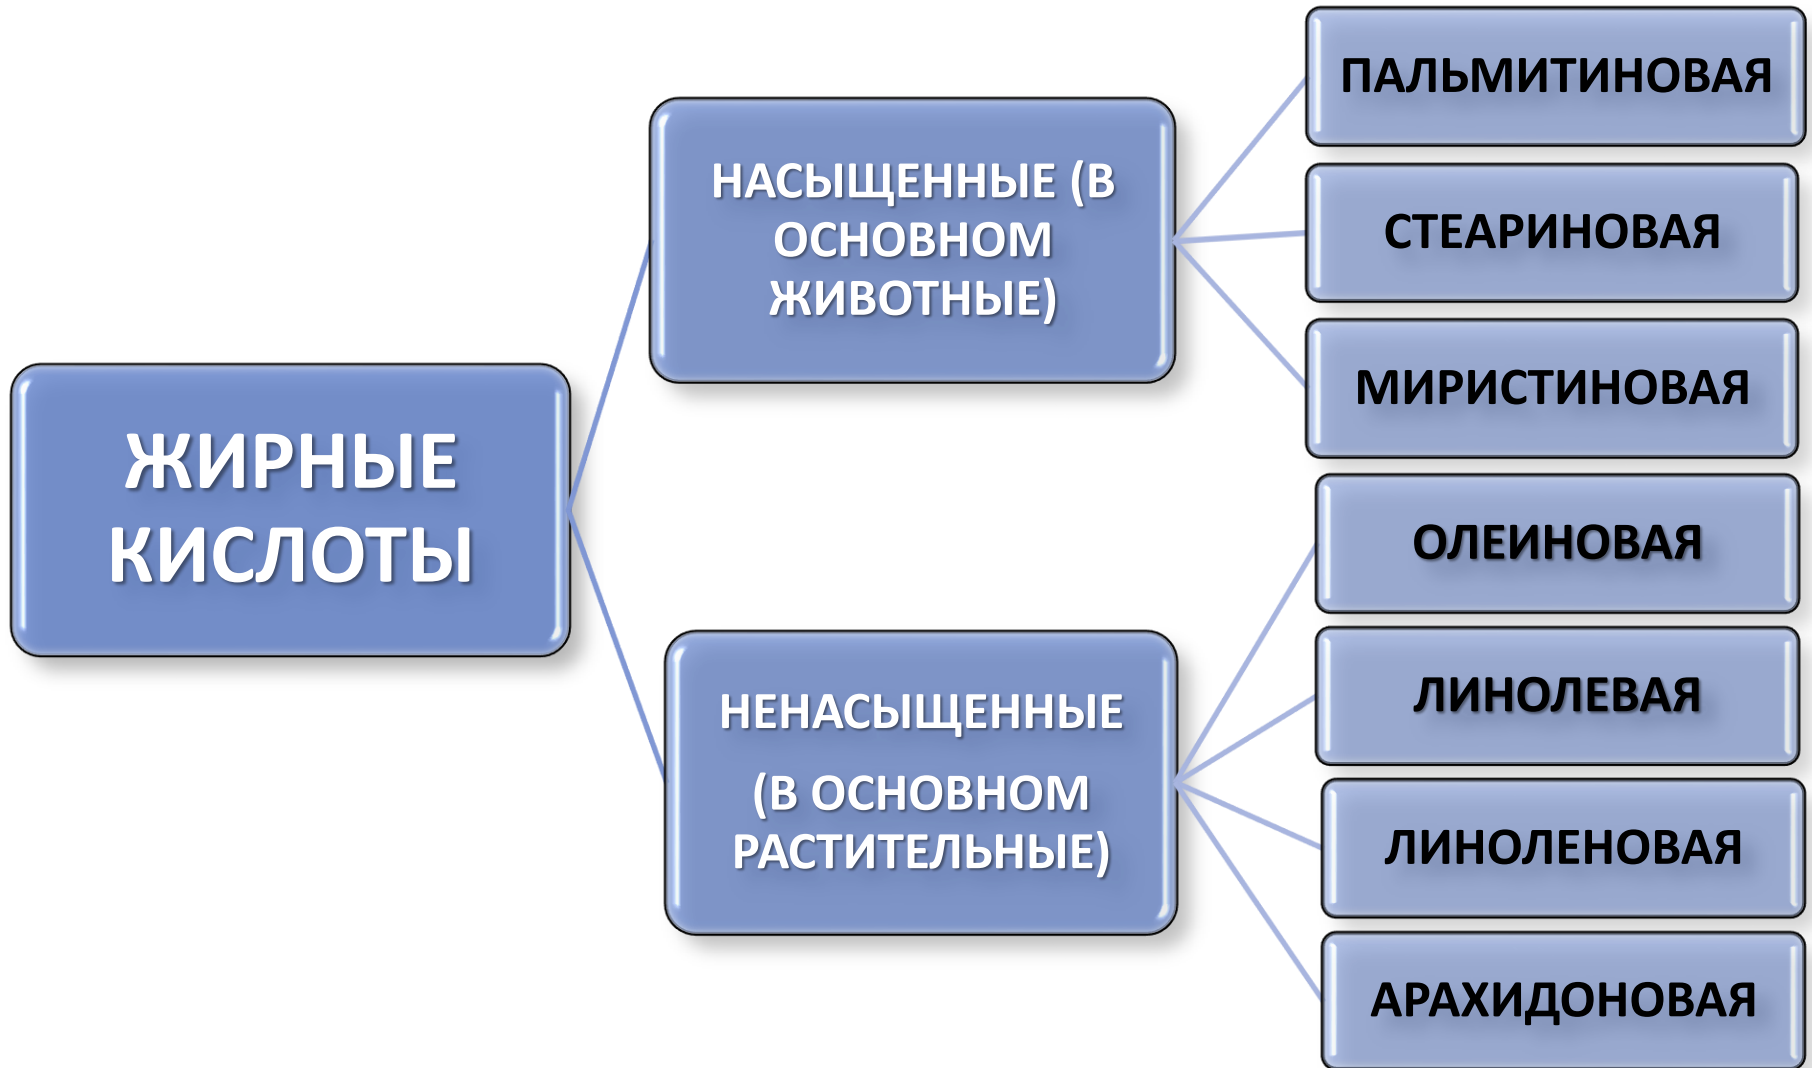 ЖИРНЫЕ
КИСЛОТЫ
НАСЫЩЕННЫЕ (В
ОСНОВНОМ
ЖИВОТНЫЕ)
ПАЛЬМИТИНОВАЯ
СТЕАРИНОВАЯ
МИРИСТИНОВАЯ
НЕНАСЫЩЕННЫЕ
(В ОСНОВНОМ
РАСТИТЕЛЬНЫЕ)
ОЛЕИНОВАЯ
ЛИНОЛЕВАЯ
ЛИНОЛЕНОВАЯ
АРАХИДОНОВАЯ